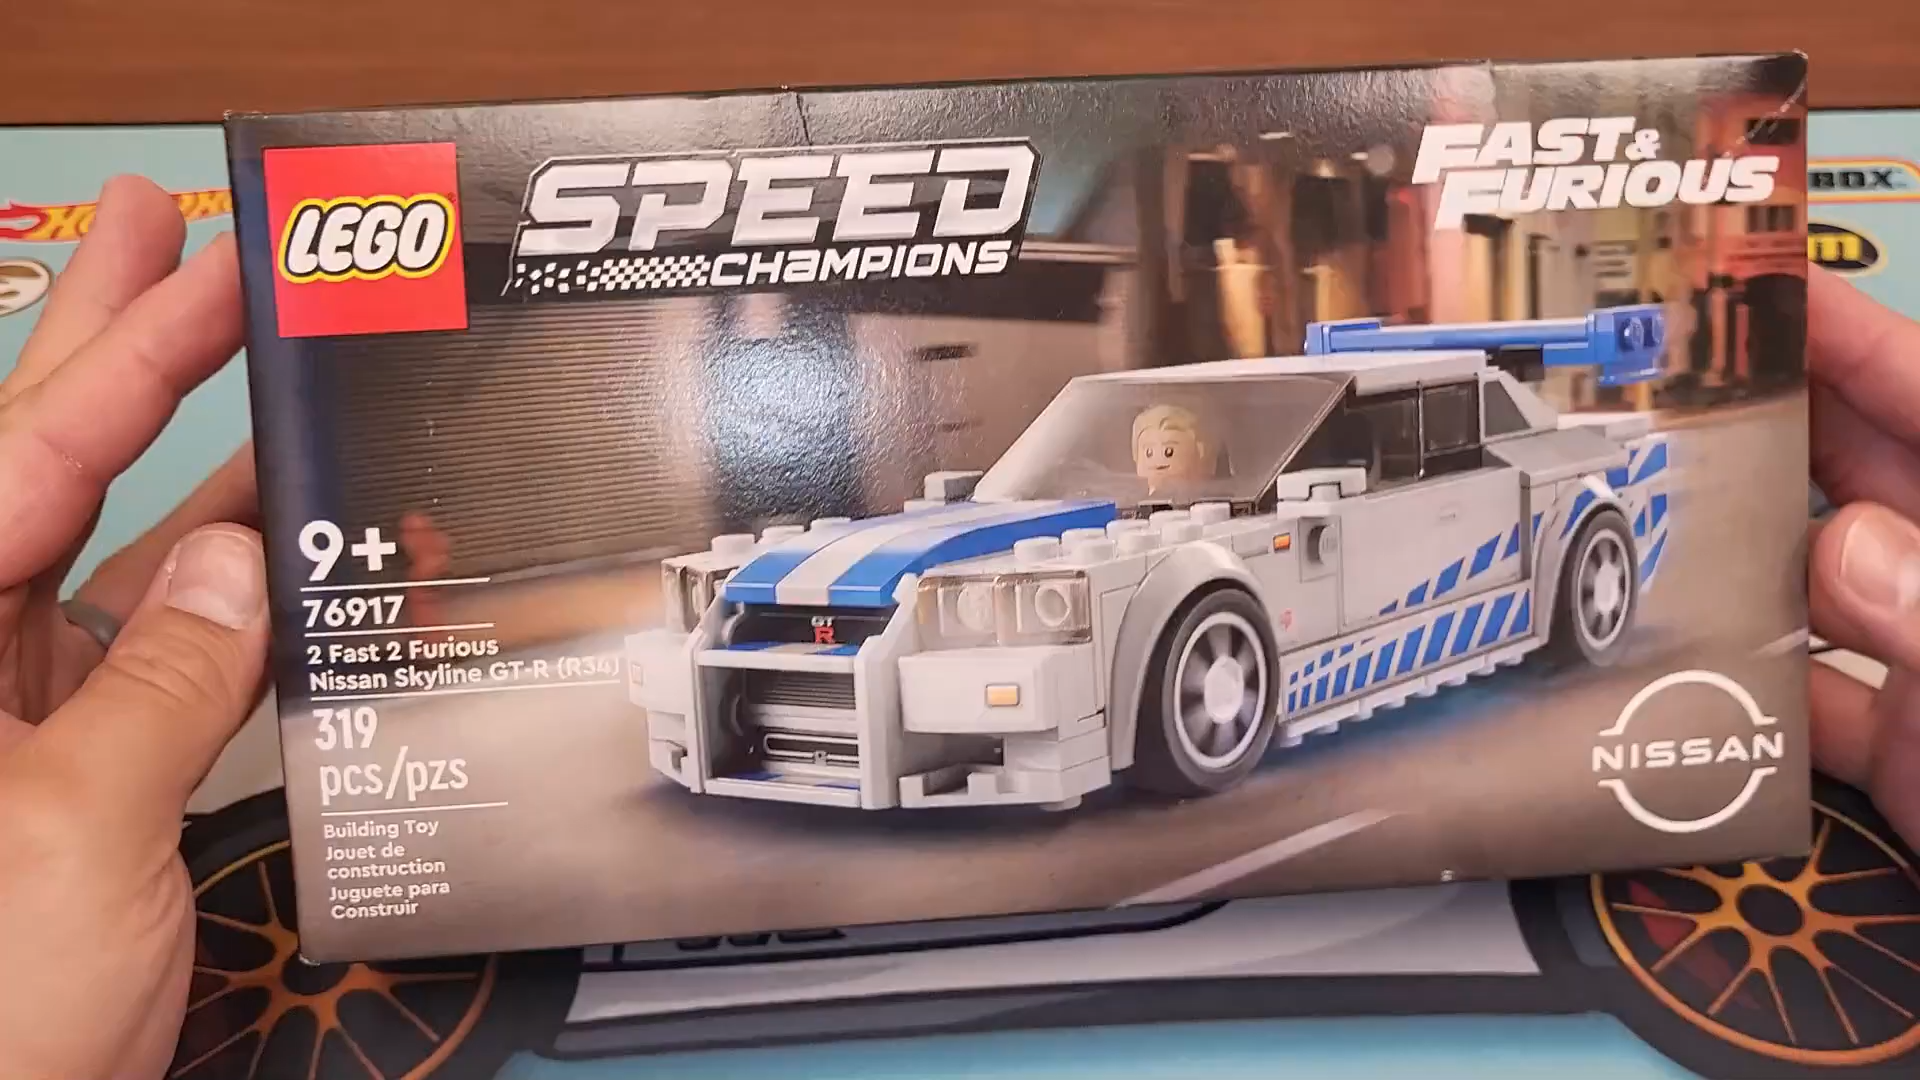 LEGO
SPEED
CHAMPIONS
FAST &
FURIOUS
9+
76917
2 Fast 2 Furious
Nissan Skyline GT-R (R34)
319
pcs/pzs
Building Toy
Jouet de
construction
Juguete para
Construir
GT
R
NISSAN
BOX
m